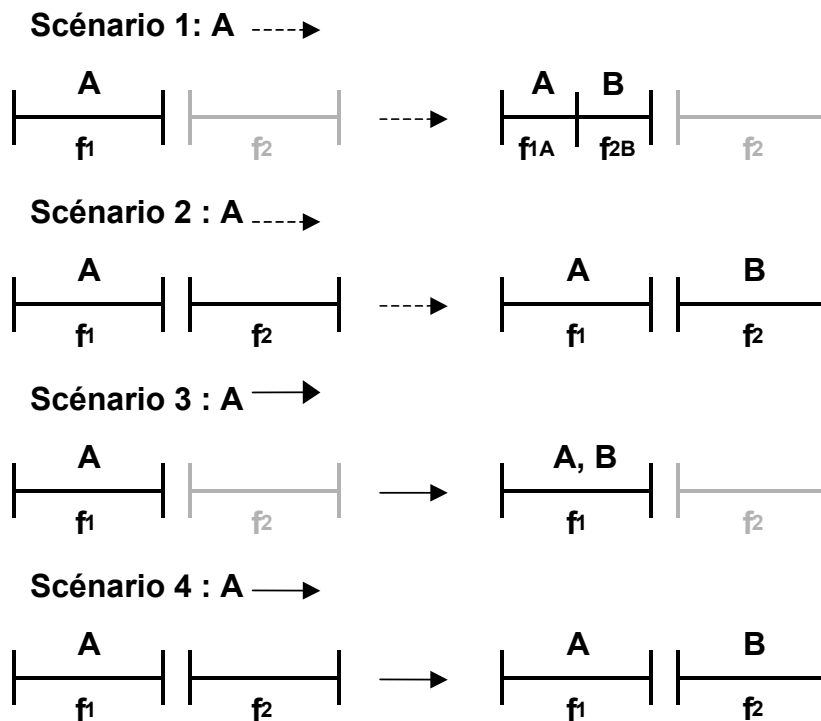 Scénario 1: A
A A B
f1 f2 f1A f2B f2
Scénario 2 : A
A A B
f1 f2 f1 f2
Scénario 3 : A
A A, B
f1 f2 f1 f2
Scénario 4 : A
A A B
f1 f2 f1 f2